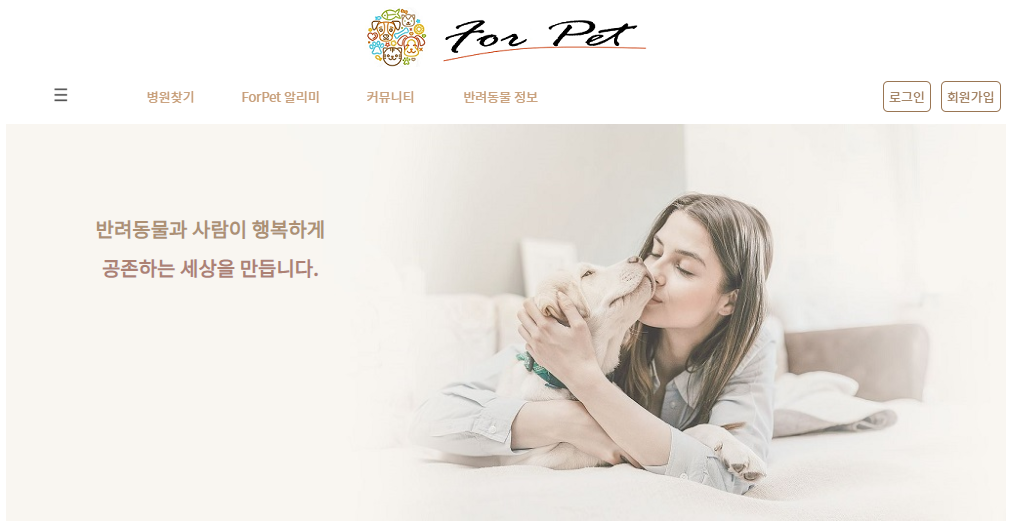 For Pet
병원찾기 ForPet 알리미 커뮤니티 반려동물 정보 로그인 회원가입
반려동물과 사람이 행복하게
공존하는 세상을 만듭니다.